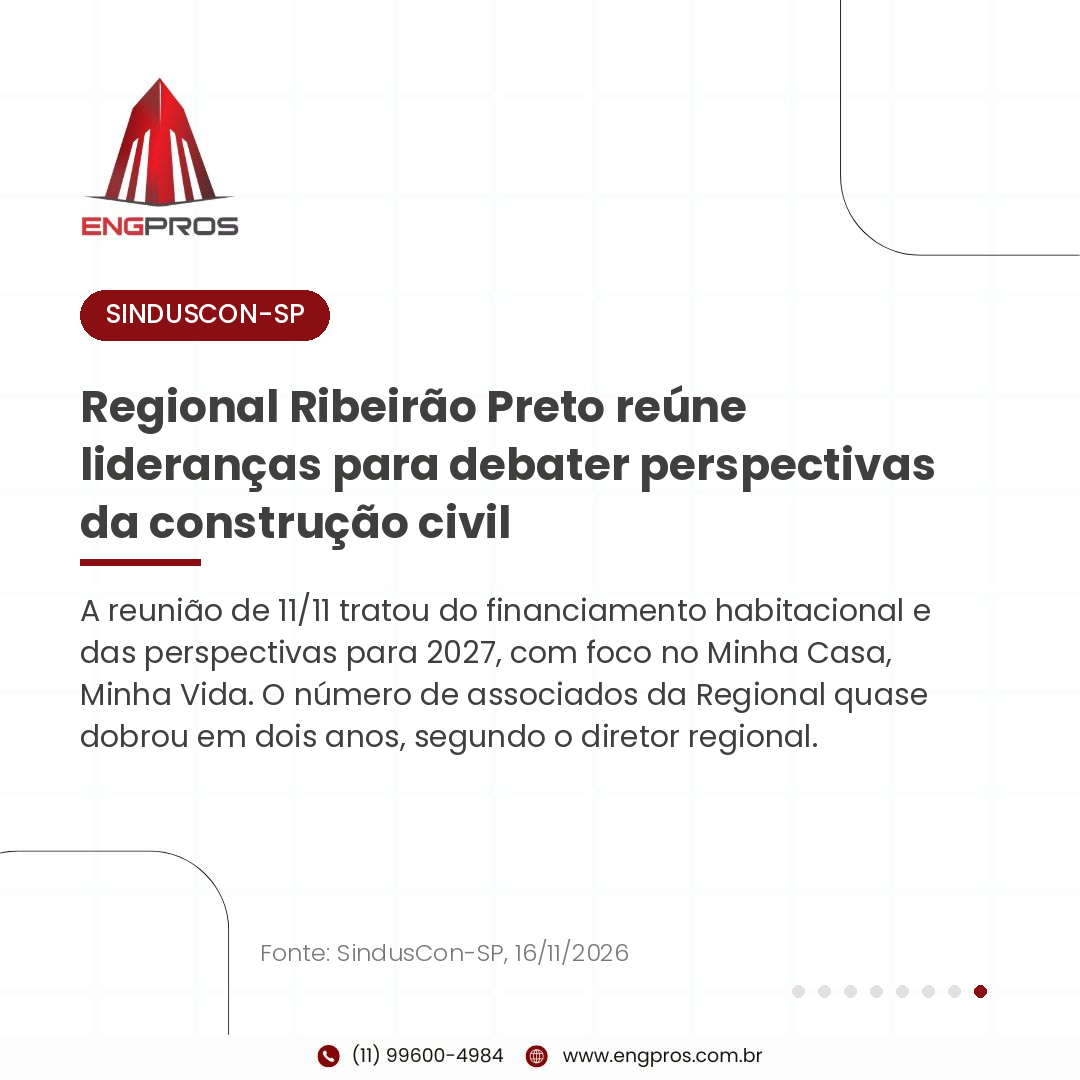 ENGPROS
SINDUSCON-SP
Regional Ribeirão Preto reúne
lideranças para debater perspectivas
da construção civil
A reunião de 11/11 tratou do financiamento habitacional e
das perspectivas para 2027, com foco no Minha Casa,
Minha Vida. O número de associados da Regional quase
dobrou em dois anos, segundo o diretor regional.
Fonte: SindusCon-SP, 16/11/2026
(11) 99600-4984 www.engpros.com.br